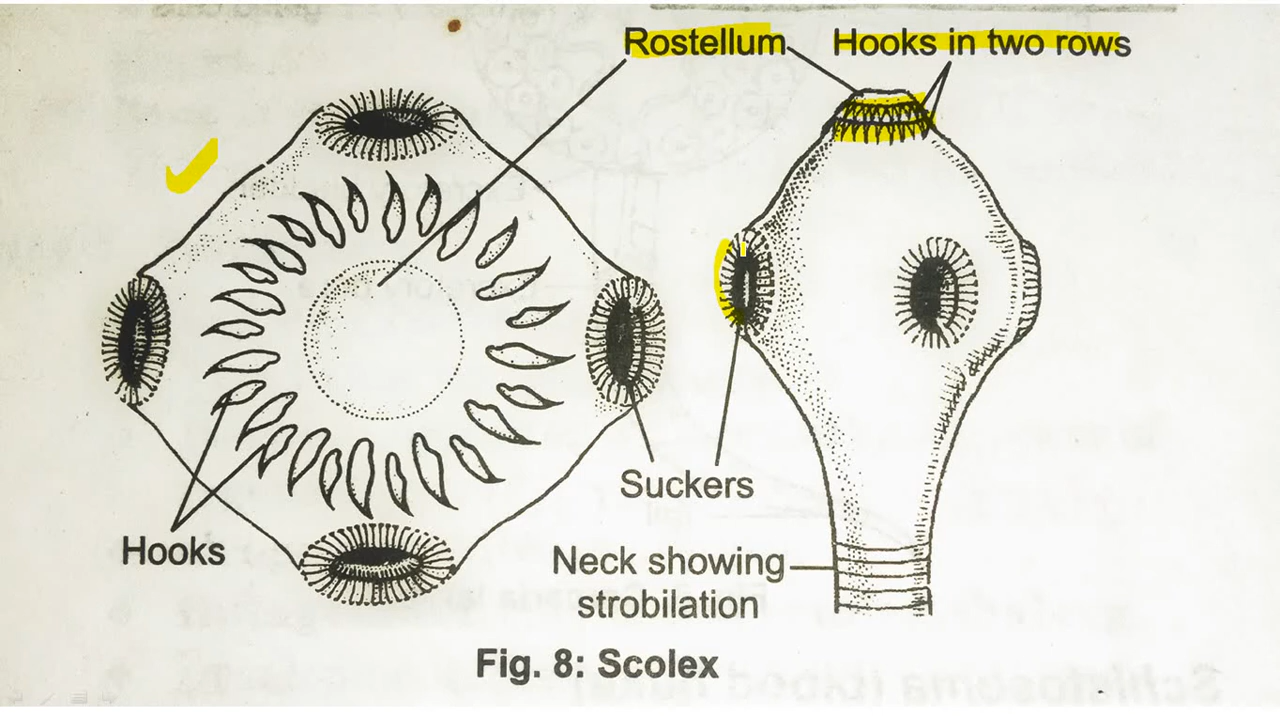 Rostellum
Hooks in two rows
Suckers
Hooks
Neck showing
strobilation
Fig. 8: Scolex